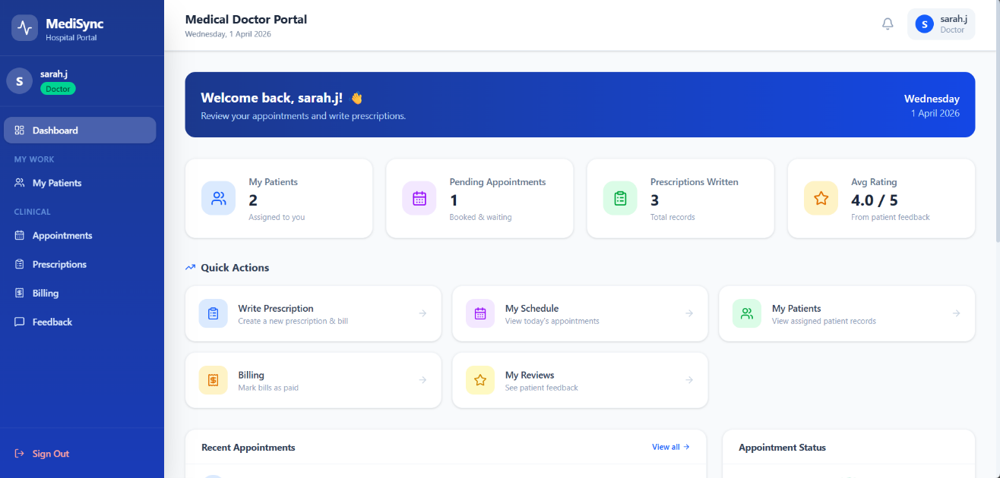 MediSync
Hospital Portal
S
sarah.j
Doctor
Dashboard
MY WORK
My Patients
CLINICAL
Appointments
Prescriptions
Billing
Feedback
Sign Out
Medical Doctor Portal
Wednesday, 1 April 2026
S
sarah.j
Doctor
Welcome back, sarah.j! 👋
Review your appointments and write prescriptions.
Wednesday
1 April 2026
My Patients
2
Assigned to you
Pending Appointments
1
Booked & waiting
Prescriptions Written
3
Total records
Avg Rating
4.0 / 5
From patient feedback
Quick Actions
Write Prescription
Create a new prescription & bill
My Schedule
View today's appointments
My Patients
View assigned patient records
Billing
Mark bills as paid
My Reviews
See patient feedback
Recent Appointments
View all →
Appointment Status